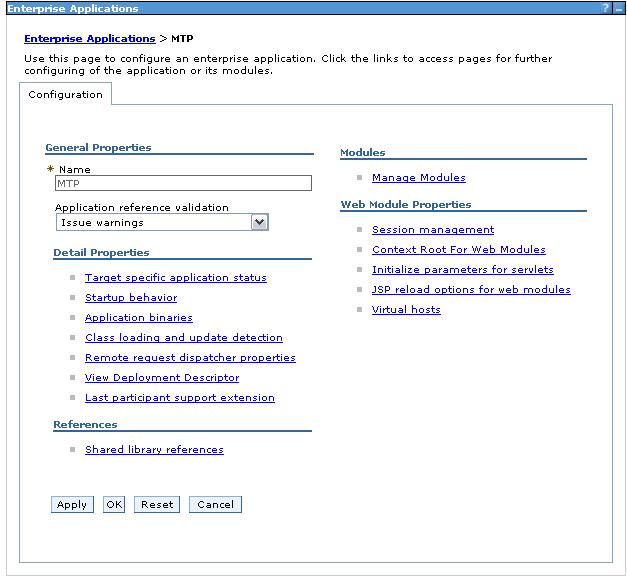 Enterprise Applications ? _
Enterprise Applications > MTP
Use this page to configure an enterprise application. Click the links to access pages for further
configuring of the application or its modules.
Configuration
General Properties
* Name
MTP
Application reference validation
Issue warnings
Detail Properties
Target specific application status
Startup behavior
Application binaries
Class loading and update detection
Remote request dispatcher properties
View Deployment Descriptor
Last participant support extension
References
Shared library references
Modules
Manage Modules
Web Module Properties
Session management
Context Root For Web Modules
Initialize parameters for servlets
JSP reload options for web modules
Virtual hosts
Apply OK Reset Cancel